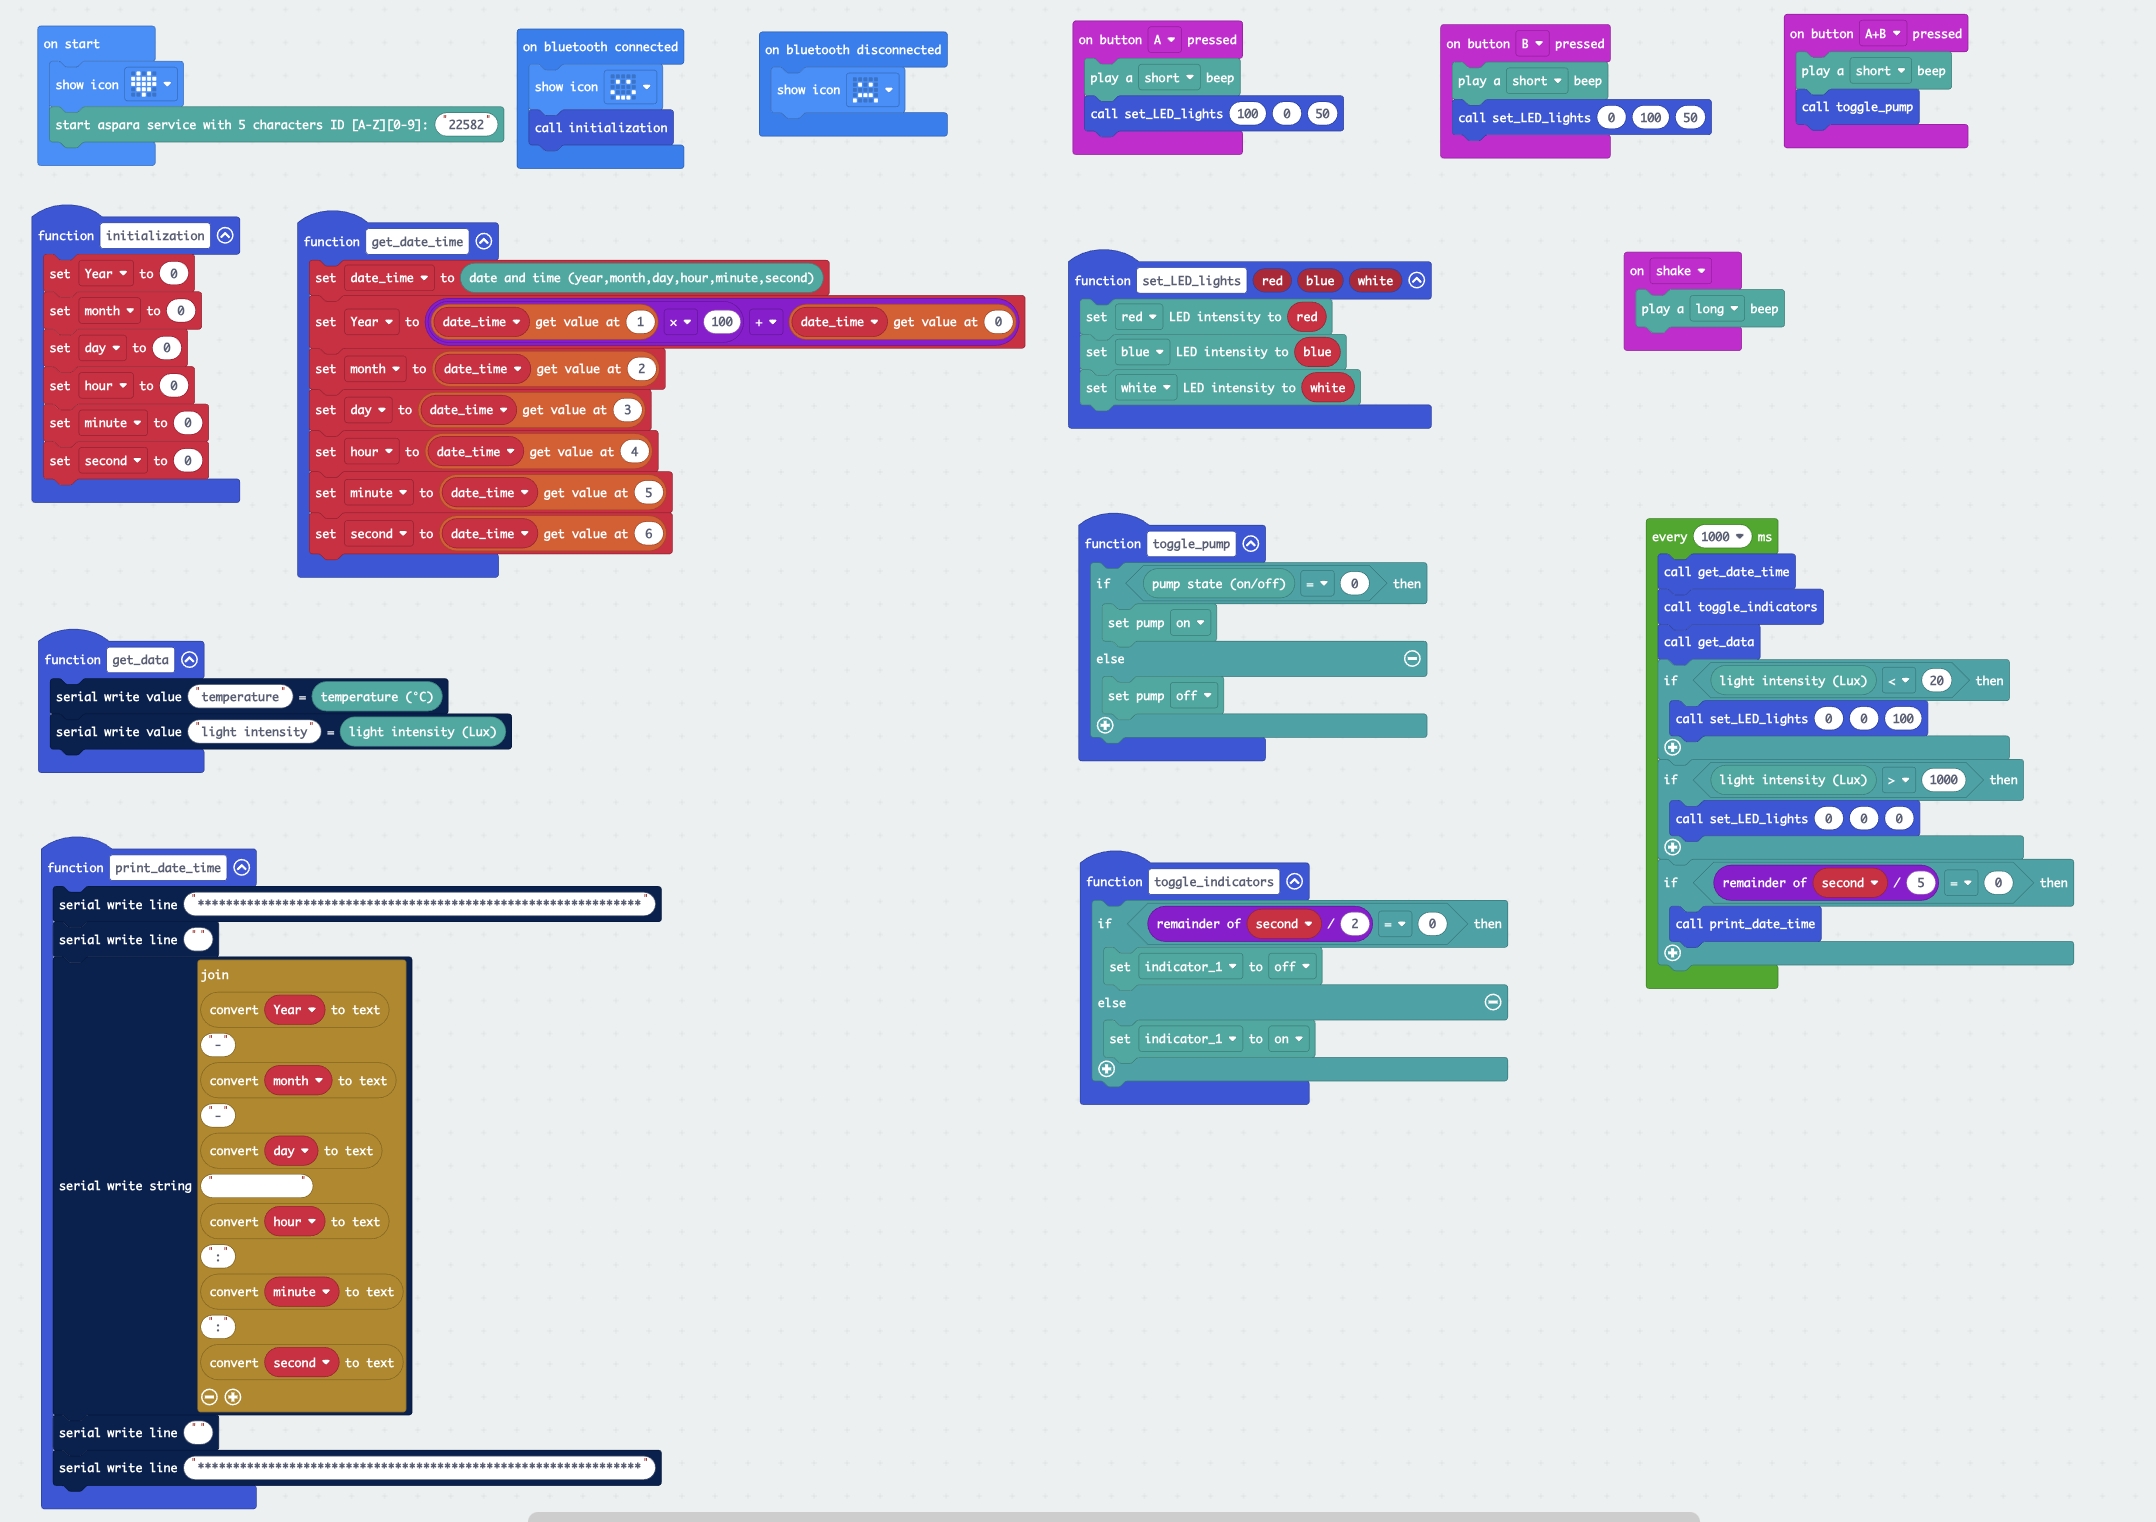 on start
show icon
start aspara service with 5 characters ID [A-Z][0-9]: "22582"
on bluetooth connected
show icon
call initialization
on bluetooth disconnected
show icon
on button A pressed
play a short beep
call set_LED_lights 100 0 50
on button B pressed
play a short beep
call set_LED_lights 0 100 50
on button A+B pressed
play a short beep
call toggle_pump
function initialization
set Year to 0
set month to 0
set day to 0
set hour to 0
set minute to 0
set second to 0
function get_date_time
set date_time to date and time (year,month,day,hour,minute,second)
set Year to date_time get value at 1 × 100 + date_time get value at 0
set month to date_time get value at 2
set day to date_time get value at 3
set hour to date_time get value at 4
set minute to date_time get value at 5
set second to date_time get value at 6
function set_LED_lights red blue white
set red LED intensity to red
set blue LED intensity to blue
set white LED intensity to white
on shake
play a long beep
function get_data
serial write value "temperature" = temperature (°C)
serial write value "light intensity" = light intensity (Lux)
function toggle_pump
if pump state (on/off) = 0 then
set pump on
else
set pump off
every 1000 ms
call get_date_time
call toggle_indicators
call get_data
if light intensity (Lux) < 20 then
call set_LED_lights 0 0 100
if light intensity (Lux) > 1000 then
call set_LED_lights 0 0 0
if remainder of second / 5 = 0 then
call print_date_time
function print_date_time
serial write line "***************************************************************"
serial write line ""
serial write string
join
convert Year to text
"-"
convert month to text
"-"
convert day to text
" "
convert hour to text
":"
convert minute to text
":"
convert second to text
serial write line ""
serial write line "***************************************************************"
function toggle_indicators
if remainder of second / 2 = 0 then
set indicator_1 to off
else
set indicator_1 to on